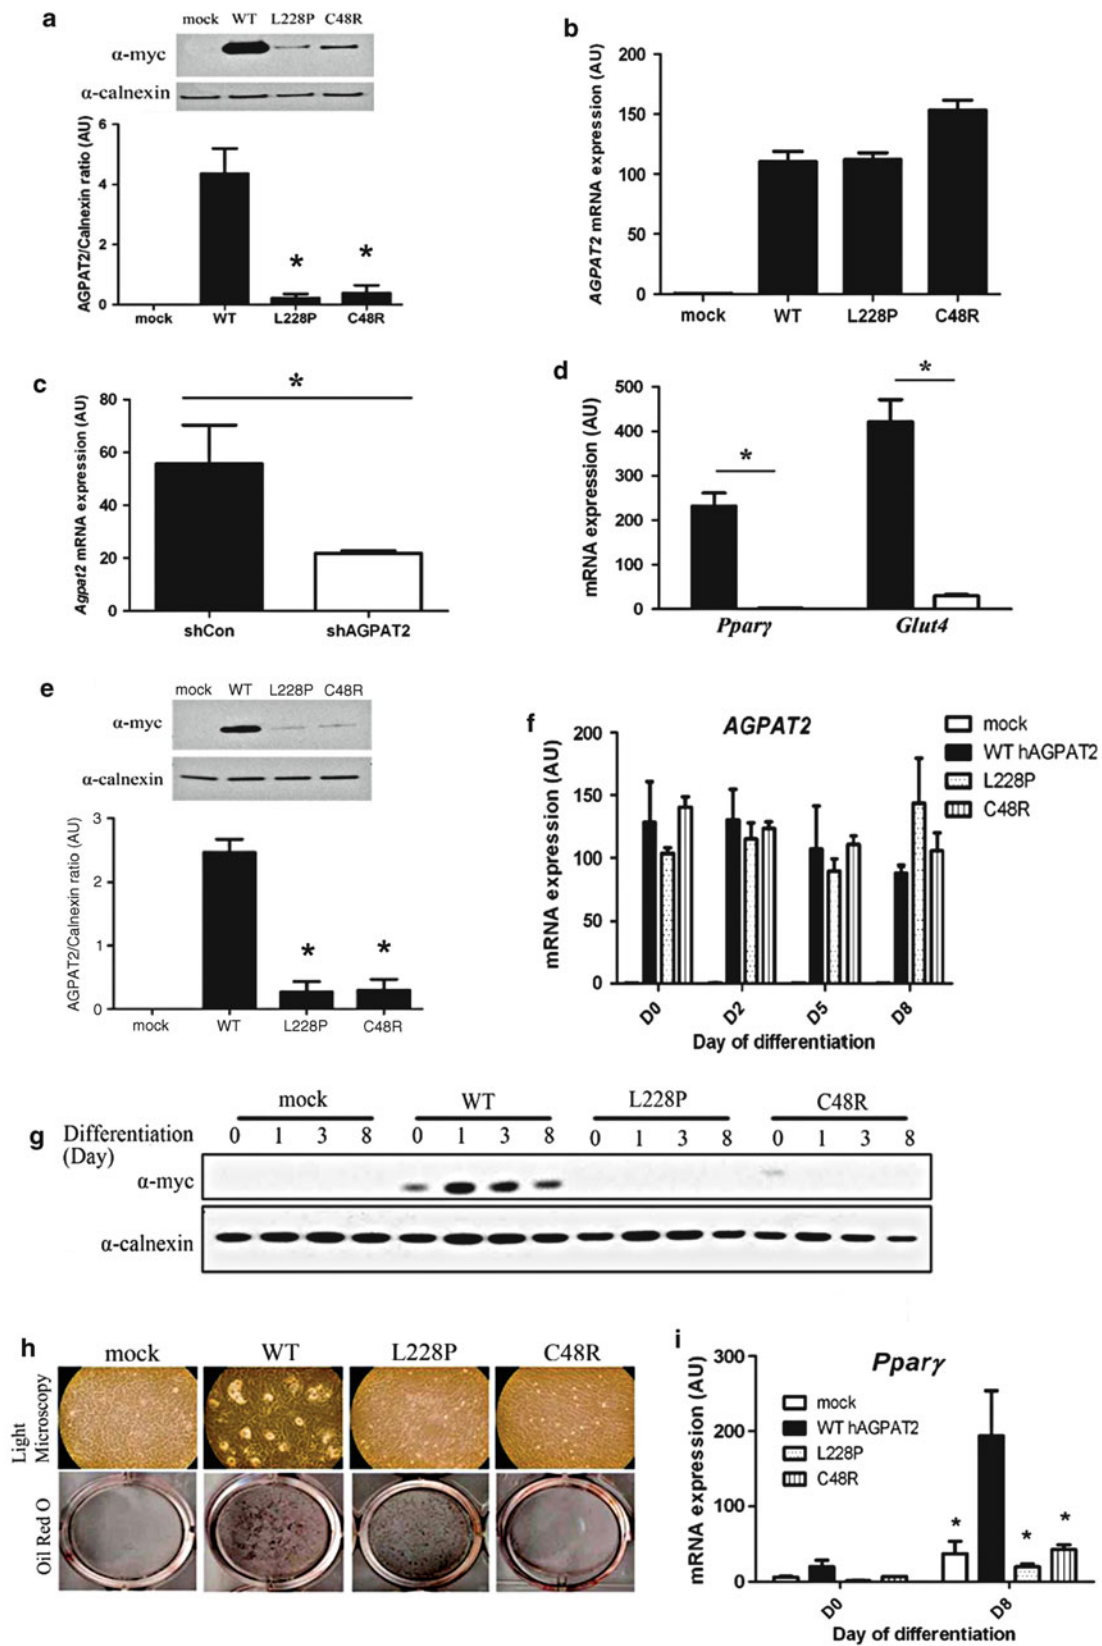 a
mock WT L228P C48R
α-myc
α-calnexin
AGPAT2/Calnexin ratio (AU)
6
4
2
0
* *
mock WT L228P C48R
b
AGPAT2 mRNA expression (AU)
200
150
100
50
0
mock WT L228P C48R
c
Agpat2 mRNA expression (AU)
80
60
40
20
0
*
shCon shAGPAT2
d
mRNA expression (AU)
500
400
300
200
100
0
* *
Pparγ Glut4
e
mock WT L228P C48R
α-myc
α-calnexin
AGPAT2/Calnexin ratio (AU)
3
2
1
0
* *
mock WT L228P C48R
f
AGPAT2
mRNA expression (AU)
200
150
100
50
0
D0 D2 D5 D8
Day of differentiation
mock
WT hAGPAT2
L228P
C48R
g
mock WT L228P C48R
Differentiation 0 1 3 8 0 1 3 8 0 1 3 8 0 1 3 8
(Day)
α-myc
α-calnexin
h
mock WT L228P C48R
Light
Microscopy
Oil Red O
i
Pparγ
mRNA expression (AU)
300
200
100
0
mock
WT hAGPAT2
L228P
C48R
* * *
D0 D8
Day of differentiation